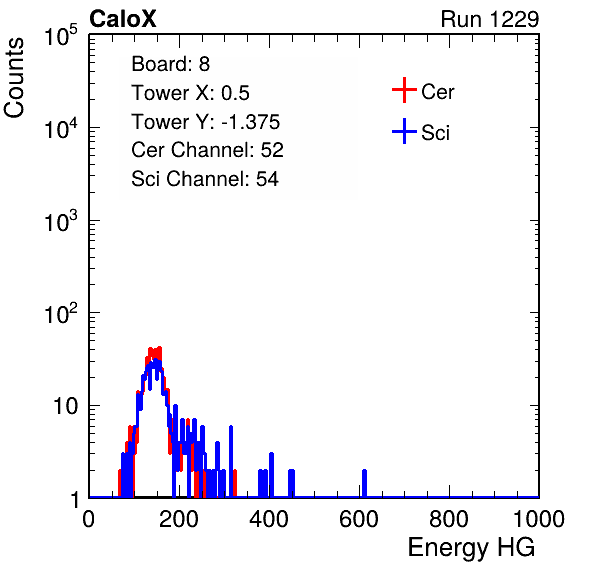 CaloX Run 1229
Counts
Board: 8
Tower X: 0.5
Tower Y: -1.375
Cer Channel: 52
Sci Channel: 54
Cer
Sci
10^5
10^4
10^3
10^2
10
1
0 200 400 600 800 1000
Energy HG